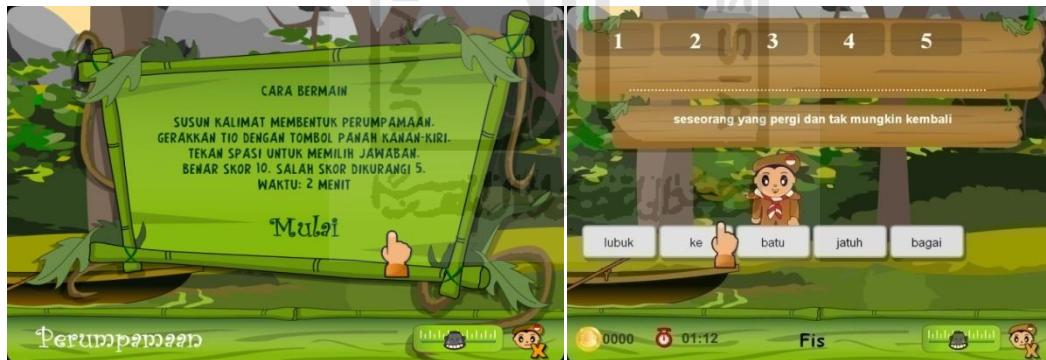 CARA BERMAIN
SUSUN KALIMAT MEMBENTUK PERUMPAMAAN.
GERAKKAN TIO DENGAN TOMBOL PANAH KANAN-KIRI.
TEKAN SPASI UNTUK MEMILIH JAWABAN.
BENAR SKOR 10. SALAH SKOR DIKURANGI 5.
WAKTU: 2 MENIT
Mulai
Perumpamaan
1 2 3 4 5
seseorang yang pergi dan tak mungkin kembali
lubuk ke batu jatuh bagai
0000 01:12 Fis